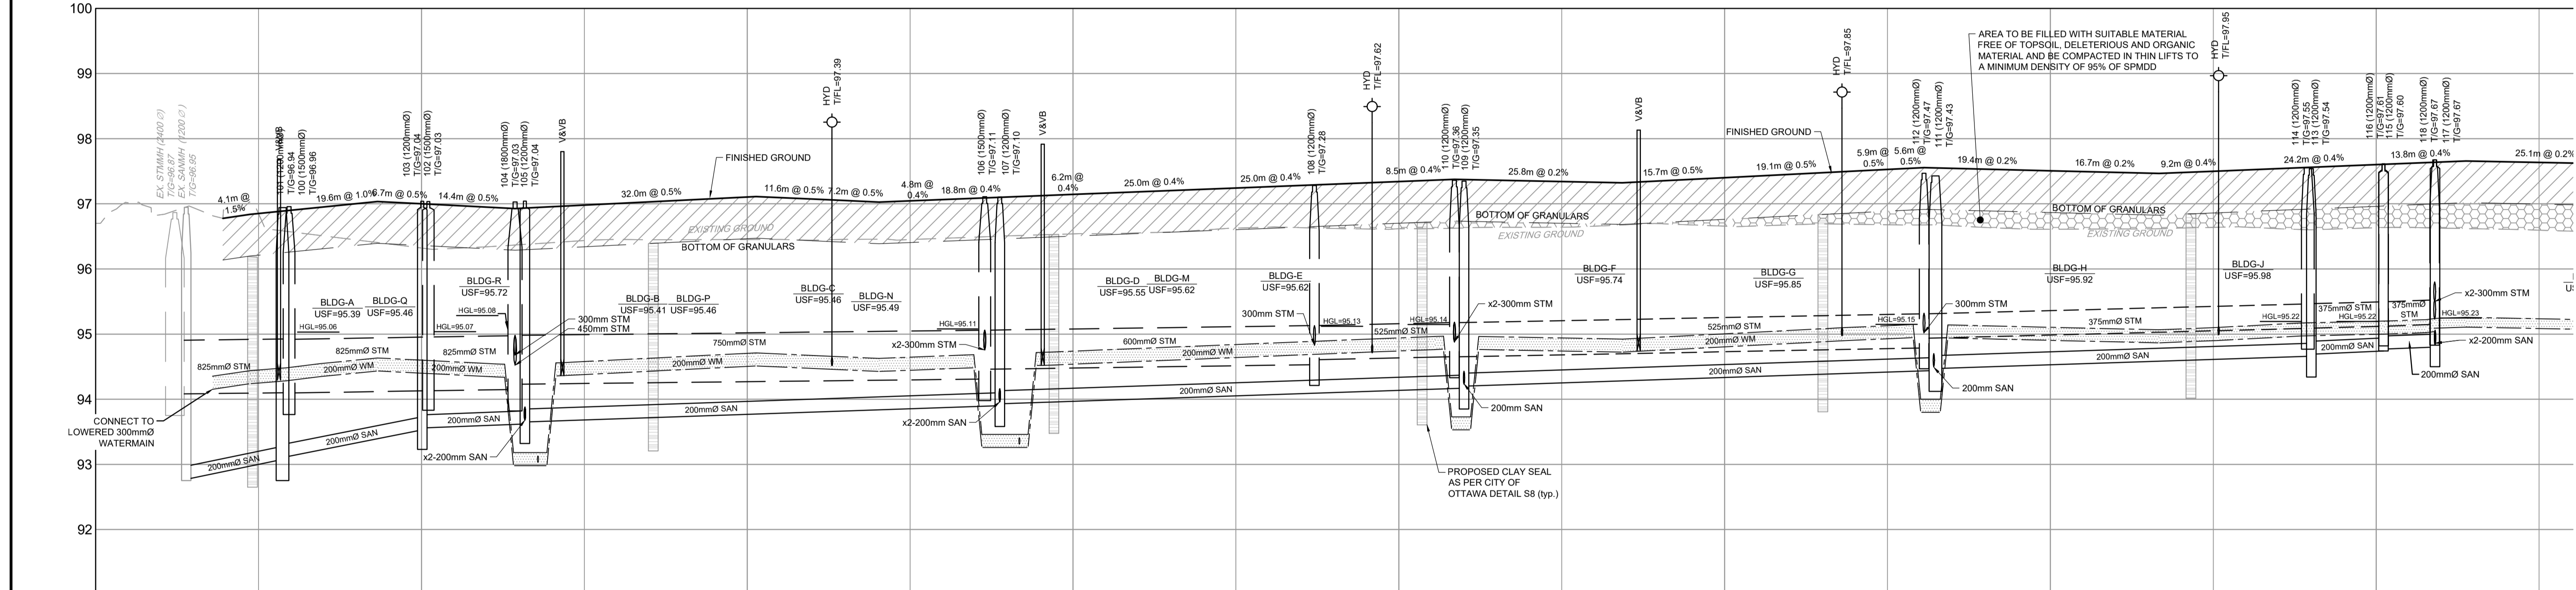 100
99
98
97
96
95
94
93
92
EX. STMMH (2400 Ø)
T/G=96.87
EX. SANMH (1200 Ø )
T/G=96.95
V&VB
T/G=96.94
100 (1500mmØ)
T/G=96.96
103 (1200mmØ)
T/G=97.04
102 (1500mmØ)
T/G=97.03
104 (1800mmØ)
T/G=97.03
105 (1200mmØ)
T/G=97.04
V&VB
HYD
T/FL=97.39
106 (1500mmØ)
T/G=97.11
107 (1200mmØ)
T/G=97.10
V&VB
108 (1200mmØ)
T/G=97.28
HYD
T/FL=97.62
110 (1200mmØ)
T/G=97.36
109 (1200mmØ)
T/G=97.35
V&VB
HYD
T/FL=97.85
112 (1200mmØ)
T/G=97.47
111 (1200mmØ)
T/G=97.43
AREA TO BE FILLED WITH SUITABLE MATERIAL
FREE OF TOPSOIL, DELETERIOUS AND ORGANIC
MATERIAL AND BE COMPACTED IN THIN LIFTS TO
A MINIMUM DENSITY OF 95% OF SPMDD
HYD
T/FL=97.95
114 (1200mmØ)
T/G=97.55
113 (1200mmØ)
T/G=97.54
116 (1200mmØ)
T/G=97.61
115 (1200mmØ)
T/G=97.60
118 (1200mmØ)
T/G=97.67
117 (1200mmØ)
T/G=97.67
4.1m @
1.5%
19.6m @ 1.0%
6.7m @ 0.5%
14.4m @ 0.5%
32.0m @ 0.5%
FINISHED GROUND
11.6m @ 0.5%
7.2m @ 0.5%
4.8m @
0.4%
18.8m @ 0.4%
6.2m @
0.4%
25.0m @ 0.4%
25.0m @ 0.4%
8.5m @ 0.4%
25.8m @ 0.2%
15.7m @ 0.5%
FINISHED GROUND
19.1m @ 0.5%
5.9m @
0.5%
5.6m @
0.5%
19.4m @ 0.2%
16.7m @ 0.2%
9.2m @ 0.4%
24.2m @ 0.4%
13.8m @ 0.4%
25.1m @ 0.2%
EXISTING GROUND
BOTTOM OF GRANULARS
BOTTOM OF GRANULARS
EXISTING GROUND
BOTTOM OF GRANULARS
EXISTING GROUND
BLDG-A
USF=95.39
BLDG-Q
USF=95.46
BLDG-R
USF=95.72
BLDG-B
USF=95.41
BLDG-P
USF=95.46
BLDG-C
USF=95.46
BLDG-N
USF=95.49
BLDG-D
USF=95.55
BLDG-M
USF=95.62
BLDG-E
USF=95.62
BLDG-F
USF=95.74
BLDG-G
USF=95.85
BLDG-H
USF=95.92
BLDG-J
USF=95.98
HGL=95.06
HGL=95.07
HGL=95.08
HGL=95.11
HGL=95.13
HGL=95.14
HGL=95.15
HGL=95.22
HGL=95.22
HGL=95.23
300mm STM
450mm STM
x2-300mm STM
300mm STM
x2-300mm STM
300mm STM
x2-300mm STM
825mmØ STM
825mmØ STM
825mmØ STM
750mmØ STM
600mmØ STM
525mmØ STM
525mmØ STM
375mmØ STM
375mmØ STM
375mmØ
STM
200mmØ WM
200mmØ WM
200mmØ WM
200mmØ WM
200mmØ WM
200mmØ SAN
200mmØ SAN
200mmØ SAN
200mmØ SAN
200mmØ SAN
200mmØ SAN
200mmØ SAN
200mmØ SAN
200mmØ SAN
x2-200mm SAN
x2-200mm SAN
200mm SAN
200mm SAN
x2-200mm SAN
200mmØ SAN
CONNECT TO
LOWERED 300mmØ
WATERMAIN
PROPOSED CLAY SEAL
AS PER CITY OF
OTTAWA DETAIL S8 (typ.)